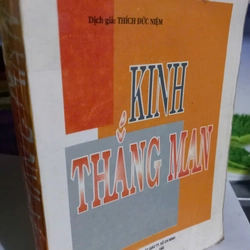 Dịch giả: THÍCH ĐỨC NIỆM
KINH
THẮNG MAN